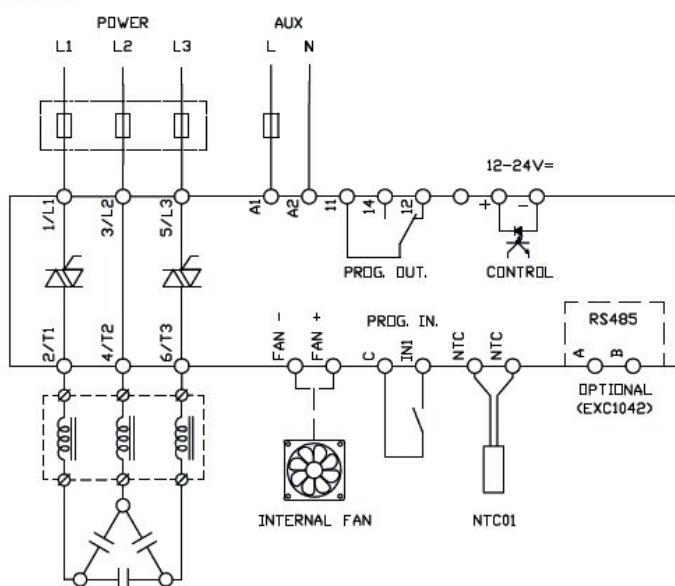 POWER
AUX
L1 L2 L3 L N
12-24V=
1/L1 3/L2 5/L3 A1 A2 11 14 12 + -
PROG. OUT.
CONTROL
2/T1 4/T2 6/T3 FAN - FAN + PROG. IN. C IN1 NTC NTC RS485 A B
OPTIONAL
(EXC1042)
INTERNAL FAN
NTC01